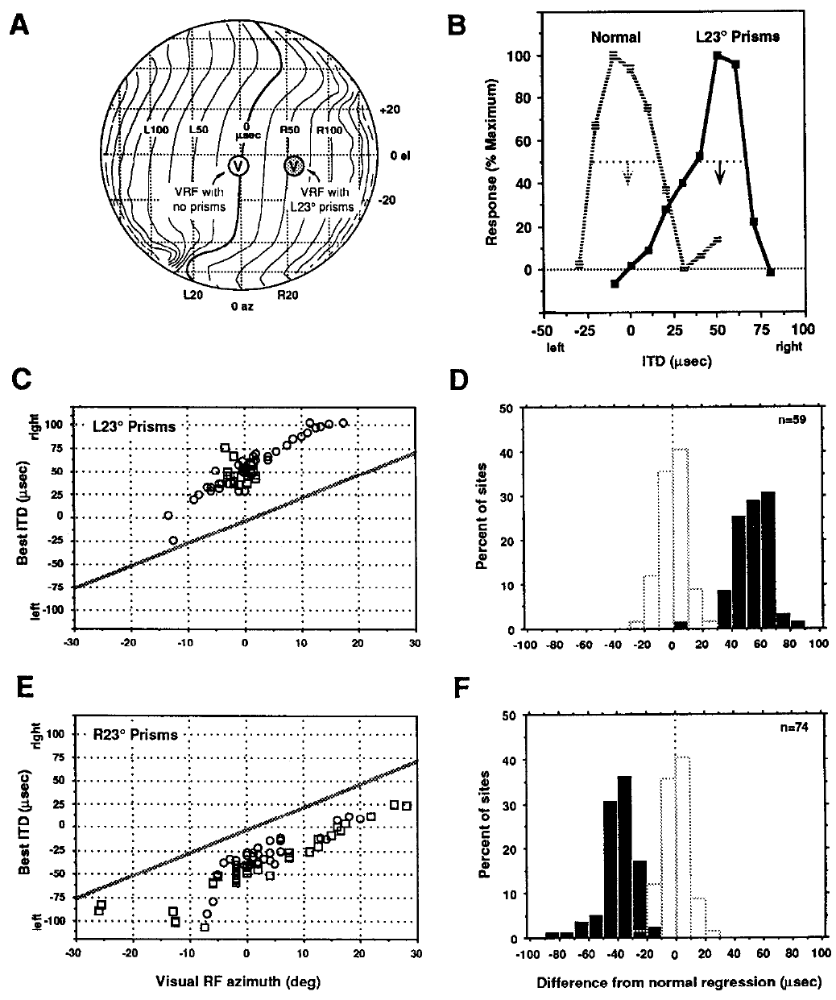 A
L100 L50 0 µsec R50 R100
+20
0 el
-20
V V
VRF with no prisms
VRF with L23° prisms
L20 R20
0 az
B
Normal L23° Prisms
Response (% Maximum)
100
80
60
40
20
0
-50 -25 0 25 50 75 100
left right
ITD (µsec)
C
L23° Prisms
Best ITD (µsec)
right
left
100
75
50
25
0
-25
-50
-75
-100
-30 -20 -10 0 10 20 30
D
n=59
Percent of sites
50
40
30
20
10
0
-100 -80 -60 -40 -20 0 20 40 60 80 100
E
R23° Prisms
Best ITD (µsec)
right
left
100
75
50
25
0
-25
-50
-75
-100
-30 -20 -10 0 10 20 30
Visual RF azimuth (deg)
F
n=74
Percent of sites
50
40
30
20
10
0
-100 -80 -60 -40 -20 0 20 40 60 80 100
Difference from normal regression (µsec)